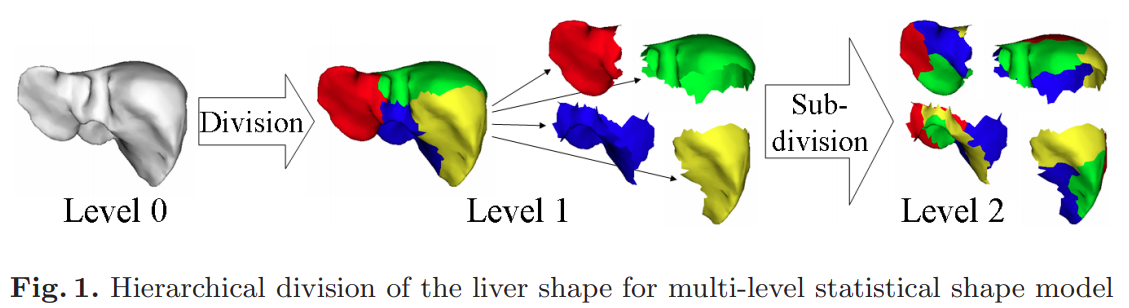 Division
Sub-
division
Level 0
Level 1
Level 2
Fig. 1. Hierarchical division of the liver shape for multi-level statistical shape model